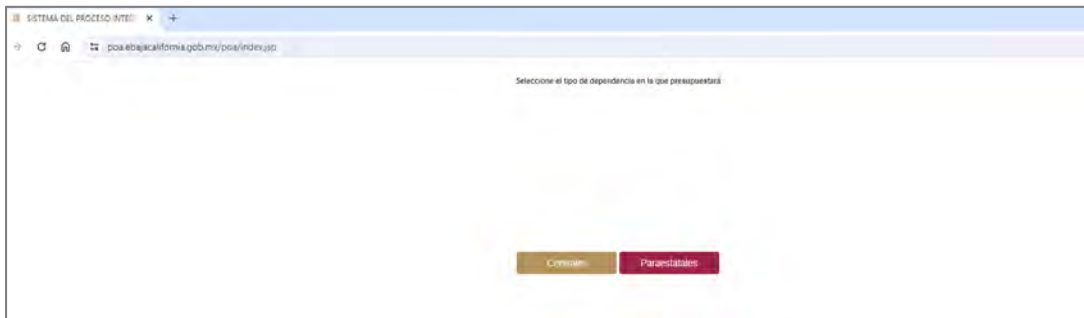 SISTEMA DEL PROCESO INTEG
poa.ebajacalifornia.gob.mx/poa/index.jsp
Seleccione el tipo de dependencia en la que presupuestará
Centrales Paraestatales